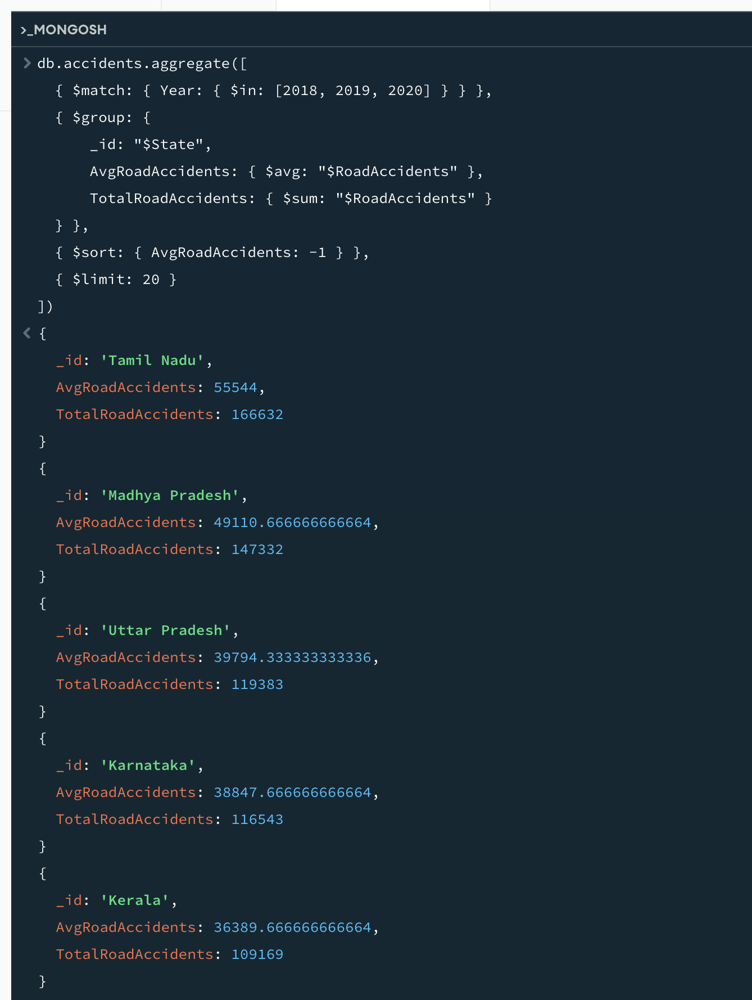 >_MONGOSH
> db.accidents.aggregate([
{ $match: { Year: { $in: [2018, 2019, 2020] } } },
{ $group: {
_id: "$State",
AvgRoadAccidents: { $avg: "$RoadAccidents" },
TotalRoadAccidents: { $sum: "$RoadAccidents" }
} },
{ $sort: { AvgRoadAccidents: -1 } },
{ $limit: 20 }
])
< {
_id: 'Tamil Nadu',
AvgRoadAccidents: 55544,
TotalRoadAccidents: 166632
}
{
_id: 'Madhya Pradesh',
AvgRoadAccidents: 49110.666666666664,
TotalRoadAccidents: 147332
}
{
_id: 'Uttar Pradesh',
AvgRoadAccidents: 39794.333333333336,
TotalRoadAccidents: 119383
}
{
_id: 'Karnataka',
AvgRoadAccidents: 38847.666666666664,
TotalRoadAccidents: 116543
}
{
_id: 'Kerala',
AvgRoadAccidents: 36389.666666666664,
TotalRoadAccidents: 109169
}